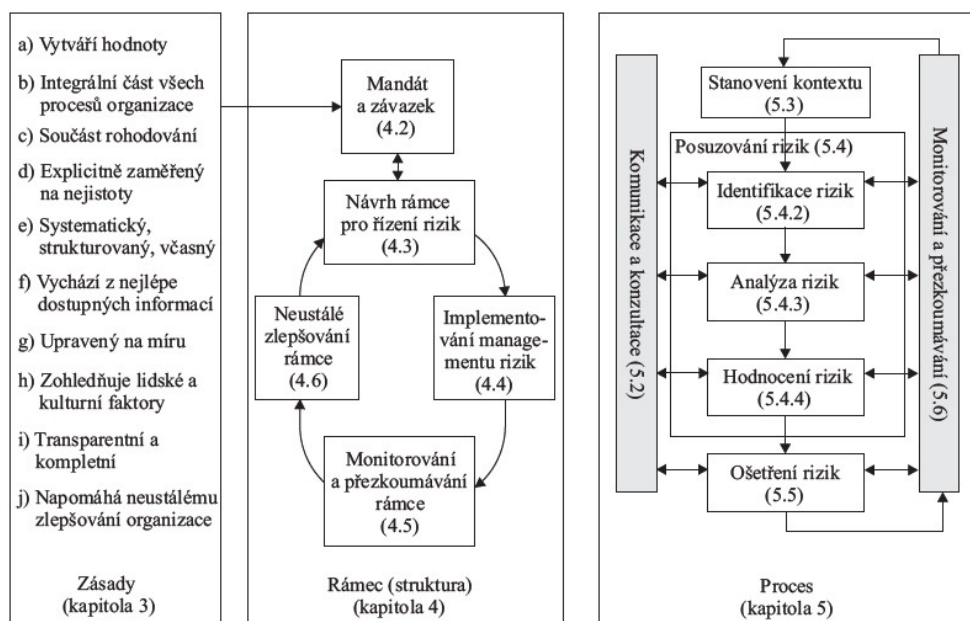 a) Vytváří hodnoty
b) Integrální část všech
procesů organizace
c) Součást rohodování
d) Explicitně zaměřený
na nejistoty
e) Systematický,
strukturovaný, včasný
f) Vychází z nejlépe
dostupných informací
g) Upravený na míru
h) Zohledňuje lidské a
kulturní faktory
i) Transparentní a
kompletní
j) Napomáhá neustálému
zlepšování organizace
Zásady
(kapitola 3)
Mandát
a závazek
(4.2)
Návrh rámce
pro řízení rizik
(4.3)
Neustálé
zlepšování
rámce
(4.6)
Implemento-
vání manage-
mentu rizik
(4.4)
Monitorování
a přezkoumávání
rámce
(4.5)
Rámec (struktura)
(kapitola 4)
Komunikace a konzultace (5.2)
Stanovení kontextu
(5.3)
Posuzování rizik (5.4)
Identifikace rizik
(5.4.2)
Analýza rizik
(5.4.3)
Hodnocení rizik
(5.4.4)
Ošetření rizik
(5.5)
Monitorování a přezkoumávání (5.6)
Proces
(kapitola 5)